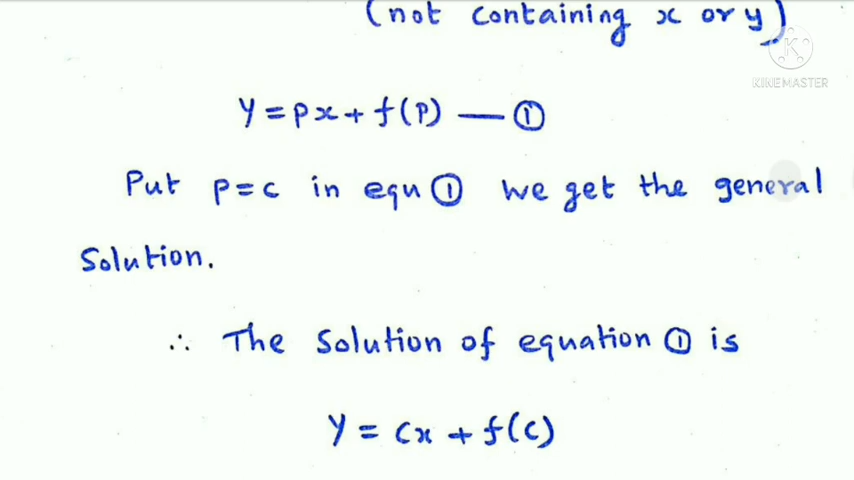 (not containing x or y)
KINEMASTER
y = px + f(p) — ①
Put p = c in equ ① we get the general
Solution.
∴ The solution of equation ① is
y = cx + f(c)